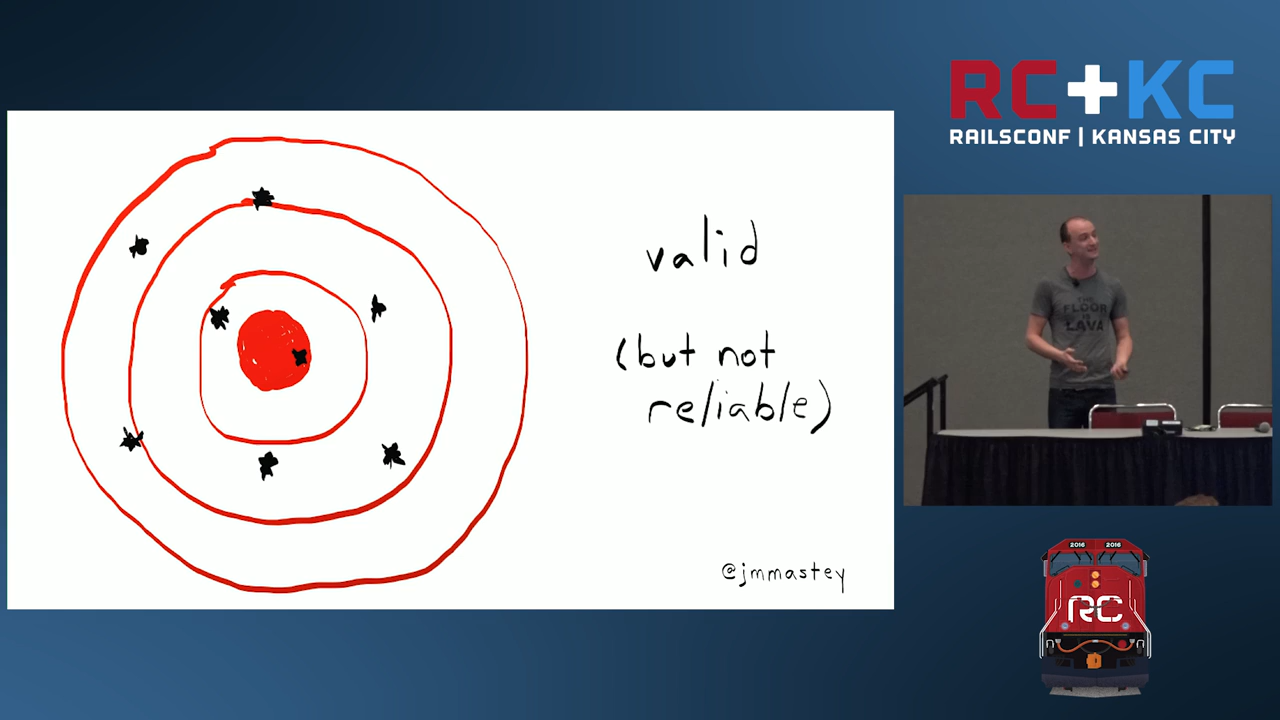 RC+KC
RAILSCONF | KANSAS CITY
valid
(but not
reliable)
@jmmastey
THE
FLOOR
IS
LAVA
2016 2016
RC